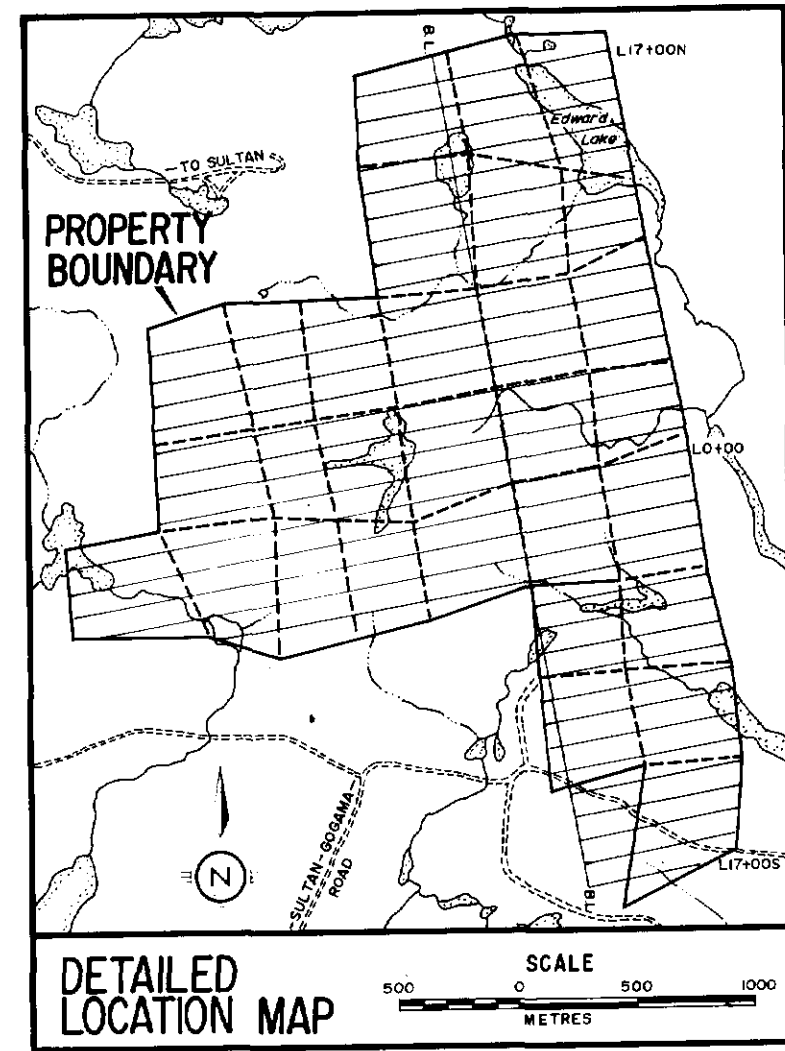 B.L
L17+00N
Edward
Lake
TO SULTAN
PROPERTY
BOUNDARY
L0+00
SULTAN-GOGAMA
ROAD
N
L17+00S
BL
DETAILED
LOCATION MAP
SCALE
500 0 500 1000
METRES